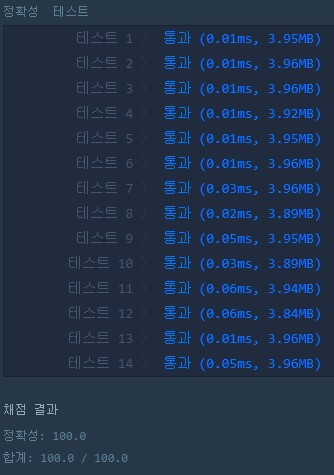 정확성 테스트
테스트 1 〉 통과 (0.01ms, 3.95MB)
테스트 2 〉 통과 (0.01ms, 3.96MB)
테스트 3 〉 통과 (0.01ms, 3.96MB)
테스트 4 〉 통과 (0.01ms, 3.92MB)
테스트 5 〉 통과 (0.01ms, 3.95MB)
테스트 6 〉 통과 (0.01ms, 3.96MB)
테스트 7 〉 통과 (0.03ms, 3.96MB)
테스트 8 〉 통과 (0.02ms, 3.89MB)
테스트 9 〉 통과 (0.05ms, 3.95MB)
테스트 10 〉 통과 (0.03ms, 3.89MB)
테스트 11 〉 통과 (0.06ms, 3.94MB)
테스트 12 〉 통과 (0.06ms, 3.84MB)
테스트 13 〉 통과 (0.01ms, 3.96MB)
테스트 14 〉 통과 (0.05ms, 3.96MB)
채점 결과
정확성: 100.0
합계: 100.0 / 100.0